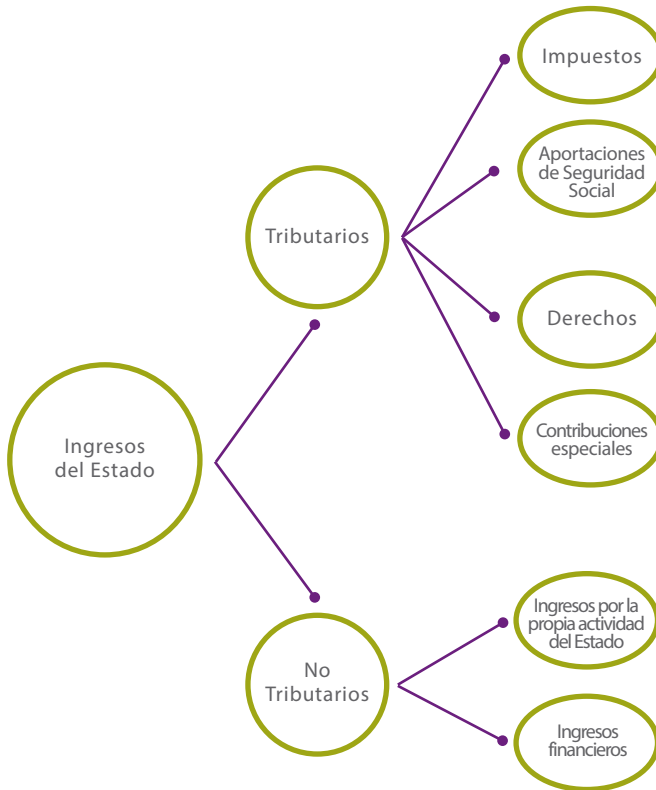 Impuestos
Aportaciones
de Seguridad
Social
Tributarios
Derechos
Contribuciones
especiales
Ingresos
del Estado
Ingresos por la
propia actividad
del Estado
No
Tributarios
Ingresos
financieros